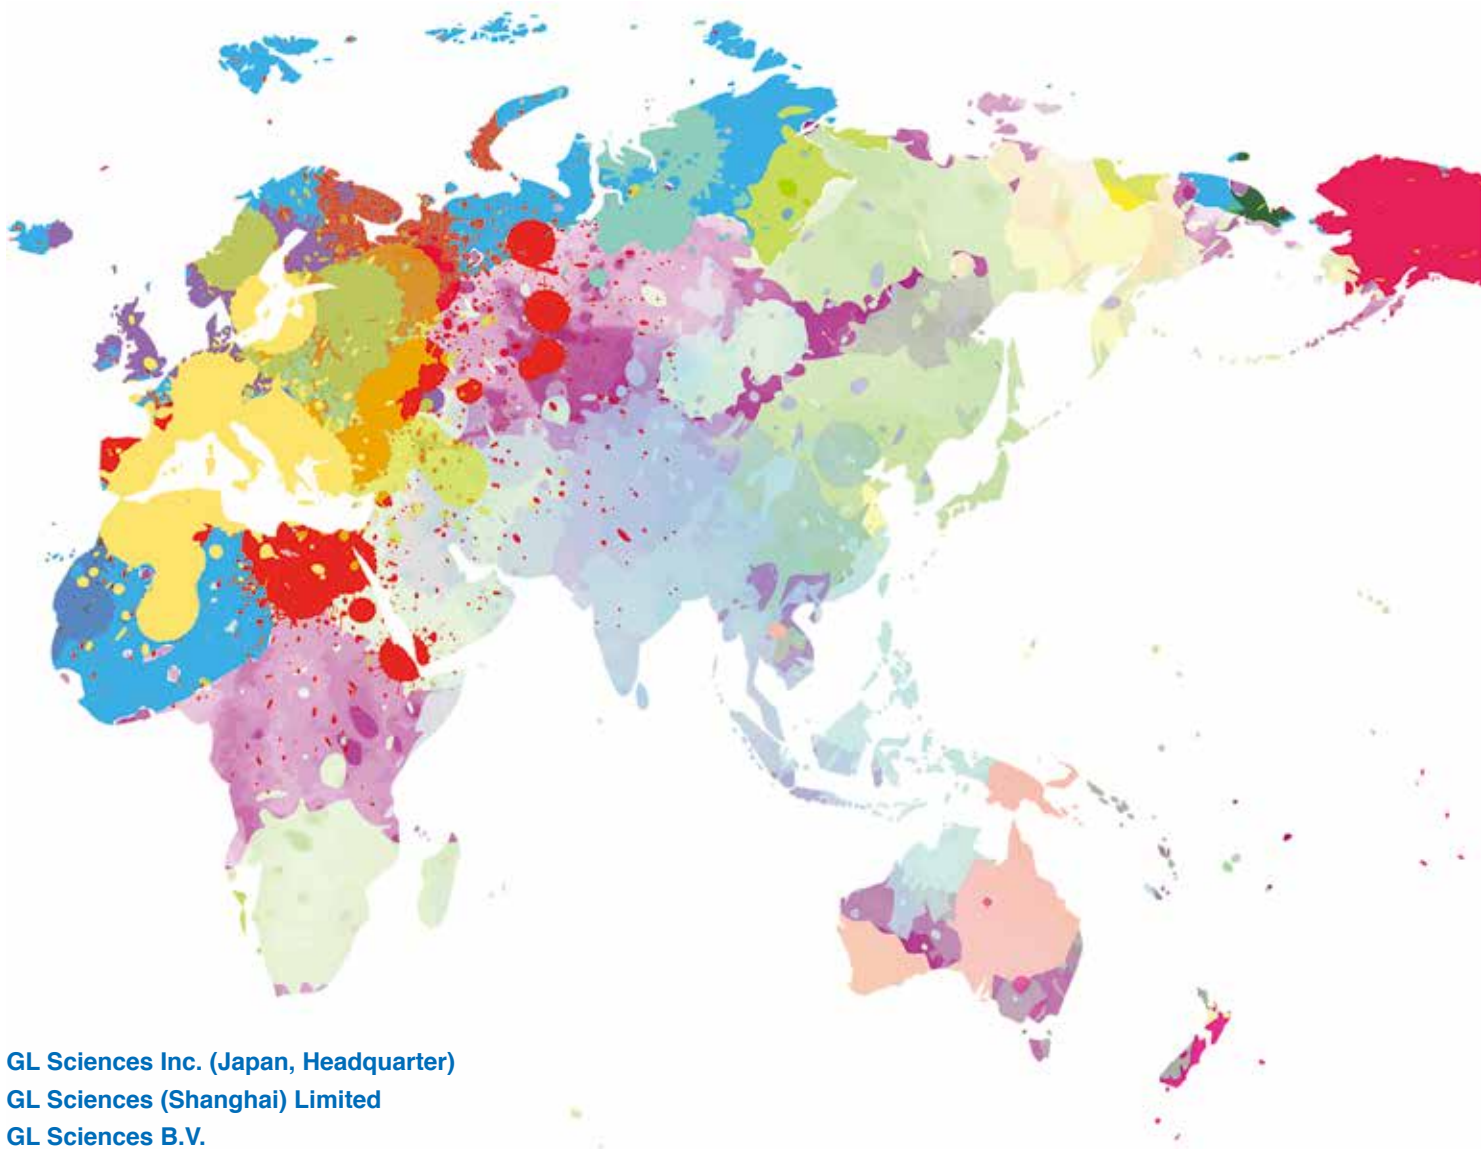 GL Sciences Inc. (Japan, Headquarter)
GL Sciences (Shanghai) Limited
GL Sciences B.V.